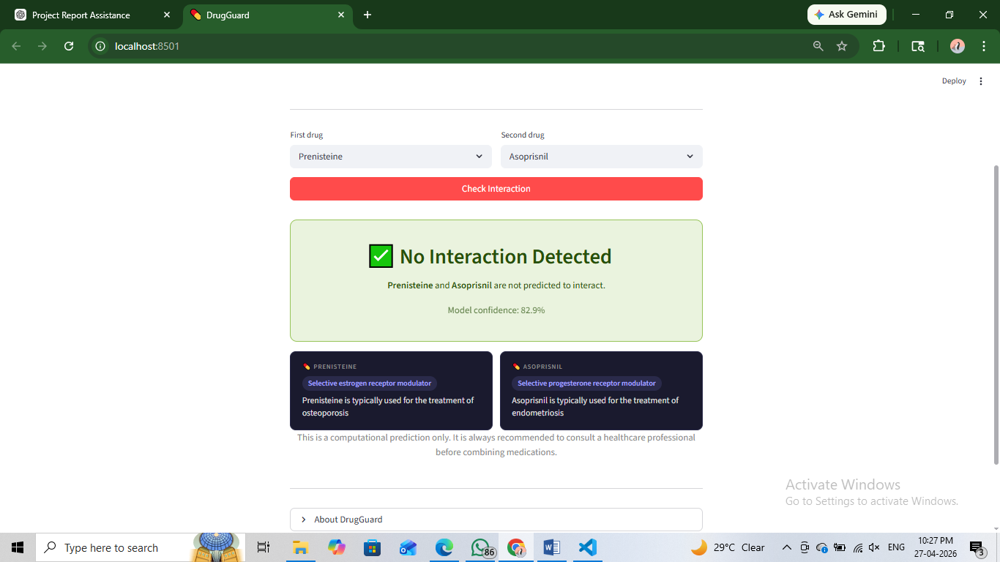 Project Report Assistance
DrugGuard
Ask Gemini
localhost:8501
Deploy
First drug
Second drug
Prenisteine
Asoprisnil
Check Interaction
No Interaction Detected
Prenisteine and Asoprisnil are not predicted to interact.
Model confidence: 82.9%
PRENISTEINE
Selective estrogen receptor modulator
Prenisteine is typically used for the treatment of
osteoporosis
ASOPRISNIL
Selective progesterone receptor modulator
Asoprisnil is typically used for the treatment of
endometriosis
This is a computational prediction only. It is always recommended to consult a healthcare professional
before combining medications.
Activate Windows
Go to Settings to activate Windows.
About DrugGuard
Type here to search
86
29°C Clear
ENG
10:27 PM
27-04-2026
3